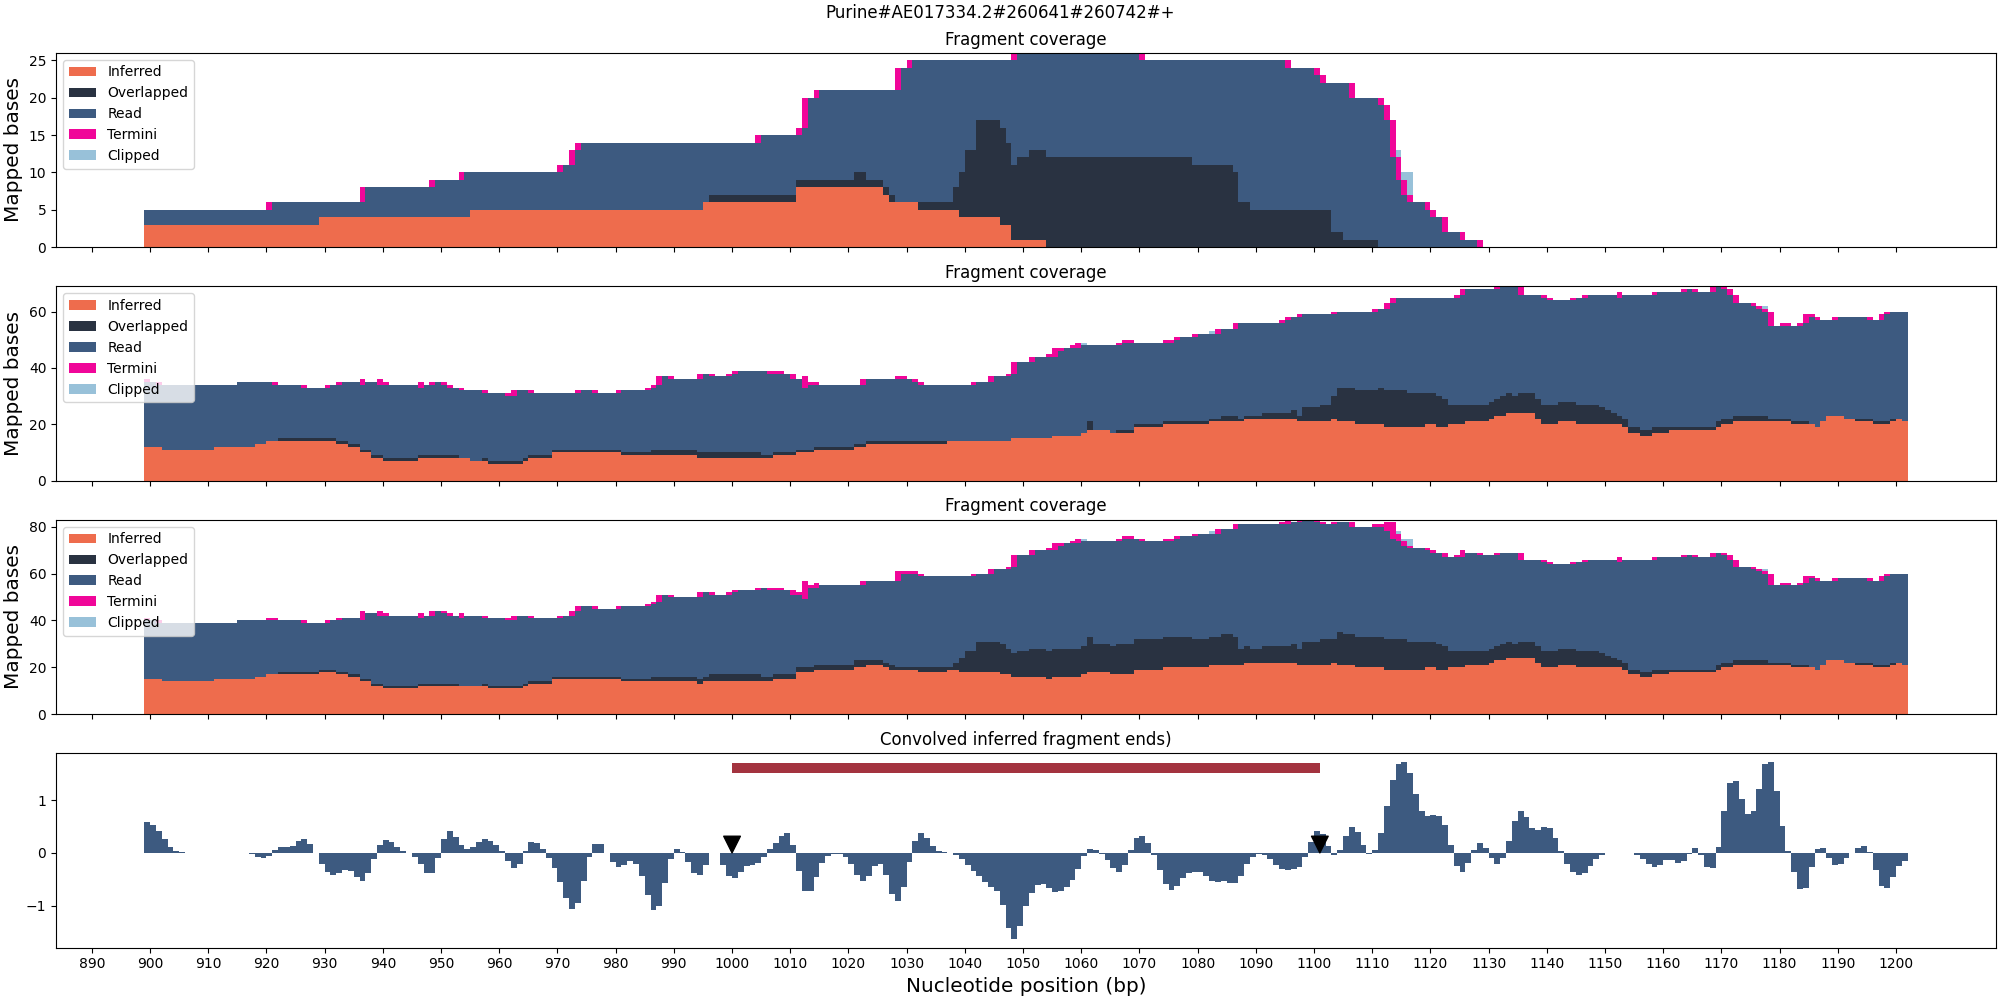 Purine#AE017334.2#260641#260742#+
Fragment coverage
Mapped bases
25
20
15
10
5
0
Inferred
Overlapped
Read
Termini
Clipped
Fragment coverage
Mapped bases
60
40
20
0
Inferred
Overlapped
Read
Termini
Clipped
Fragment coverage
Mapped bases
80
60
40
20
0
Inferred
Overlapped
Read
Termini
Clipped
Convolved inferred fragment ends)
1
0
−1
890 900 910 920 930 940 950 960 970 980 990 1000 1010 1020 1030 1040 1050 1060 1070 1080 1090 1100 1110 1120 1130 1140 1150 1160 1170 1180 1190 1200
Nucleotide position (bp)